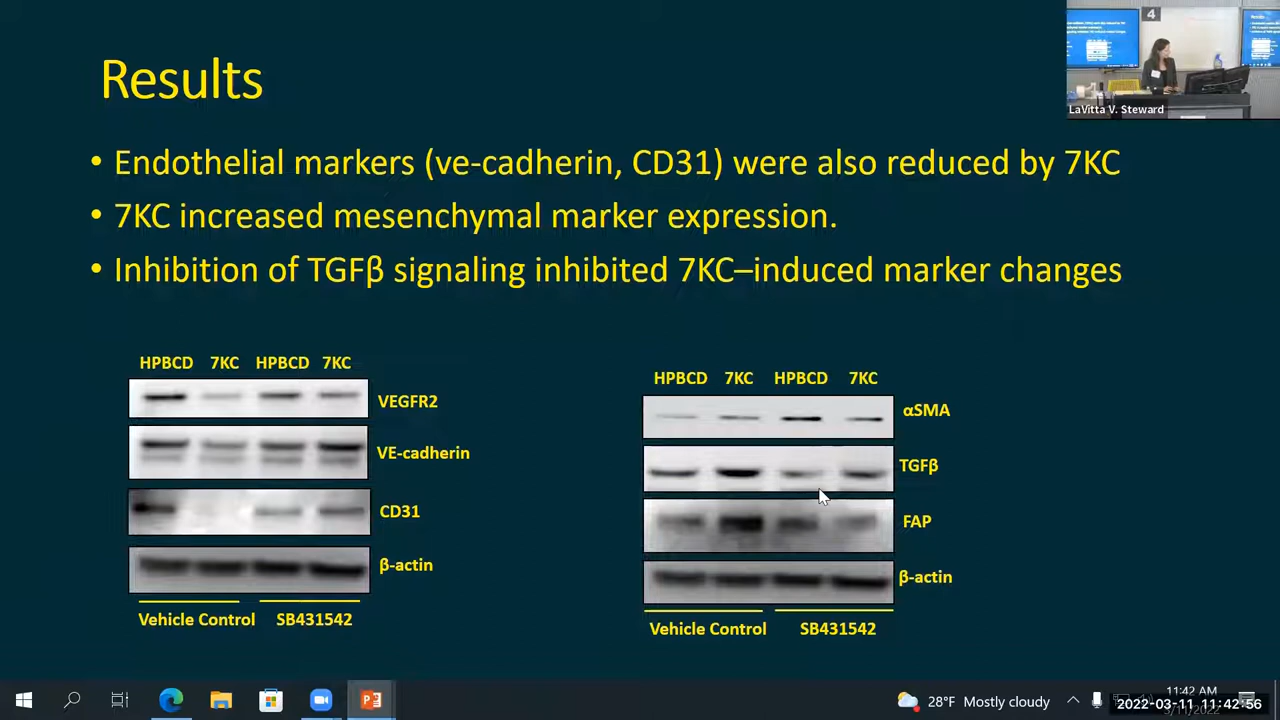 4
LaVitta V. Steward
Results
• Endothelial markers (ve-cadherin, CD31) were also reduced by 7KC
• 7KC increased mesenchymal marker expression.
• Inhibition of TGFβ signaling inhibited 7KC–induced marker changes
HPBCD 7KC HPBCD 7KC
VEGFR2
VE-cadherin
CD31
β-actin
Vehicle Control SB431542
HPBCD 7KC HPBCD 7KC
αSMA
TGFβ
FAP
β-actin
Vehicle Control SB431542
28°F Mostly cloudy
11:42 AM
2022-03-11 11:42:56